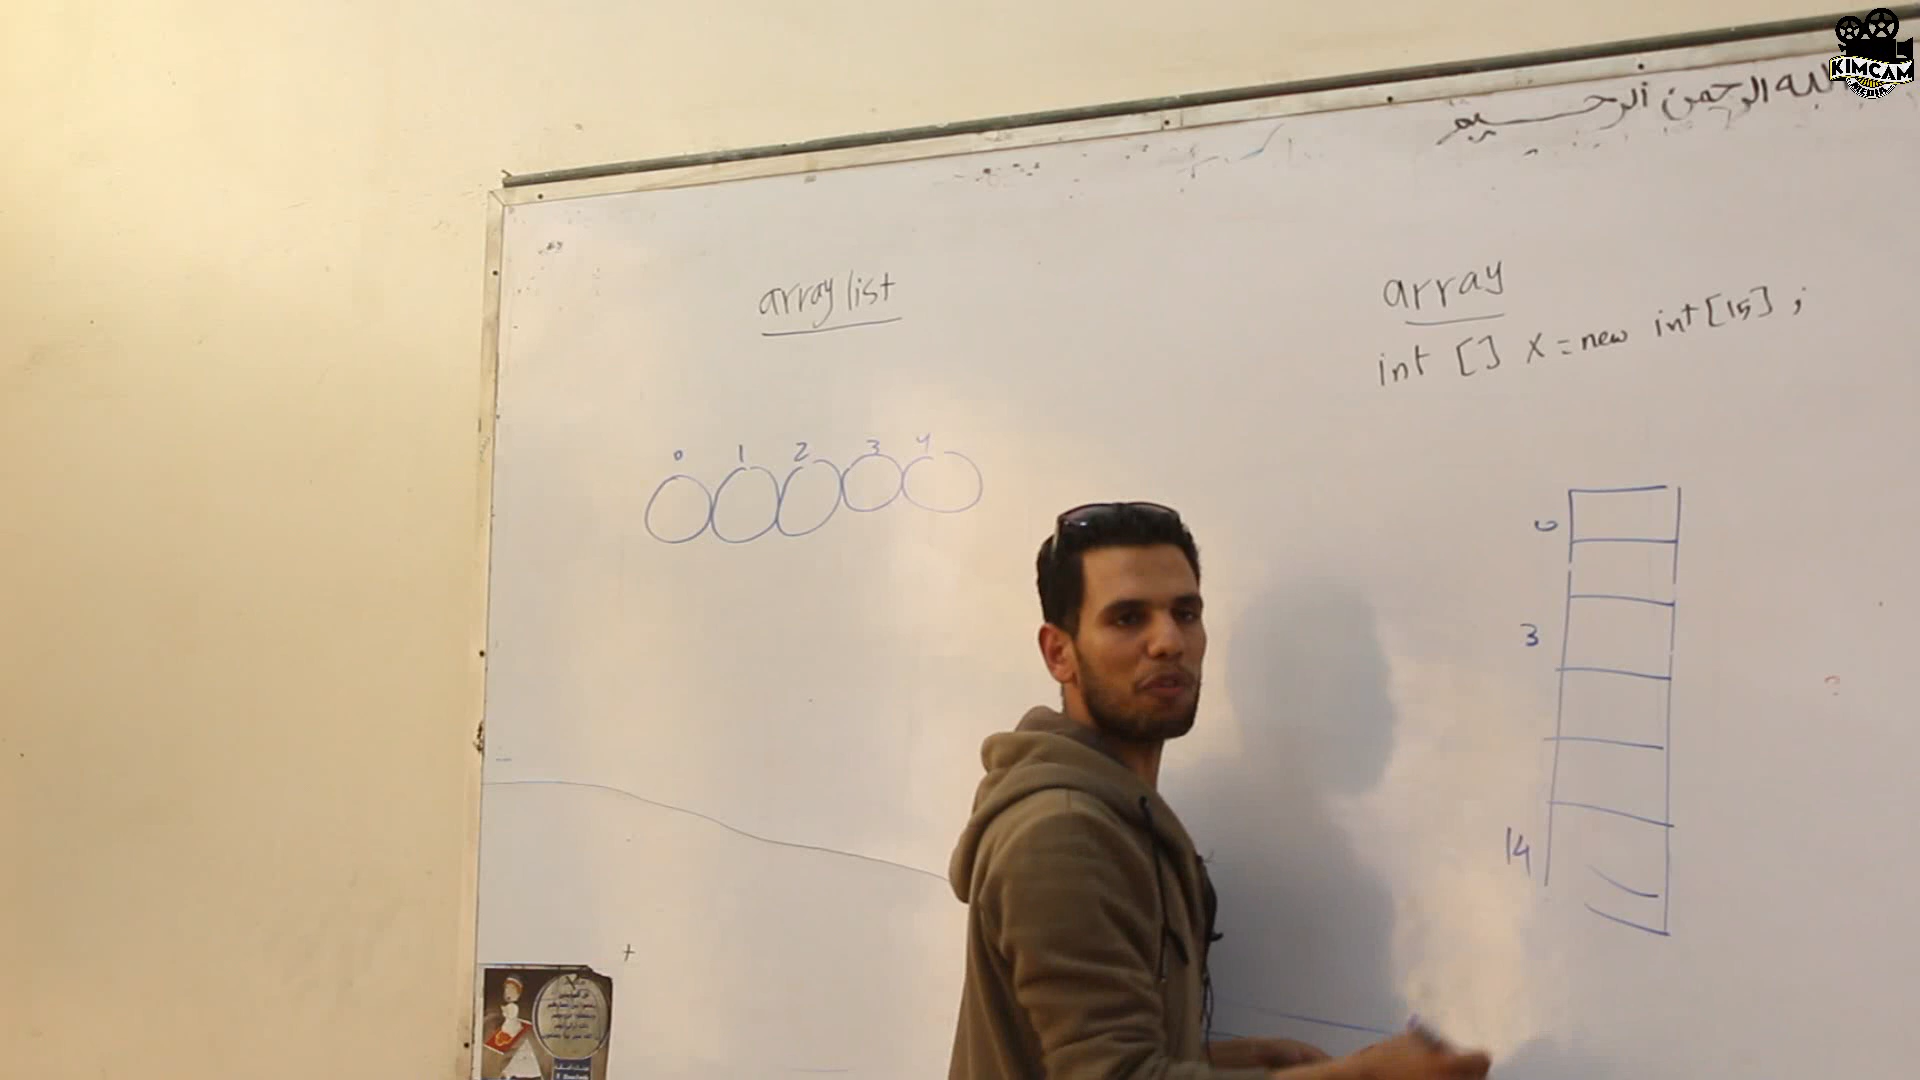 KIMCAM
MEDIA
الله الرحمن الرحيم
array list
array
int [] x = new int [15] ;
0 1 2 3 4
0
3
14